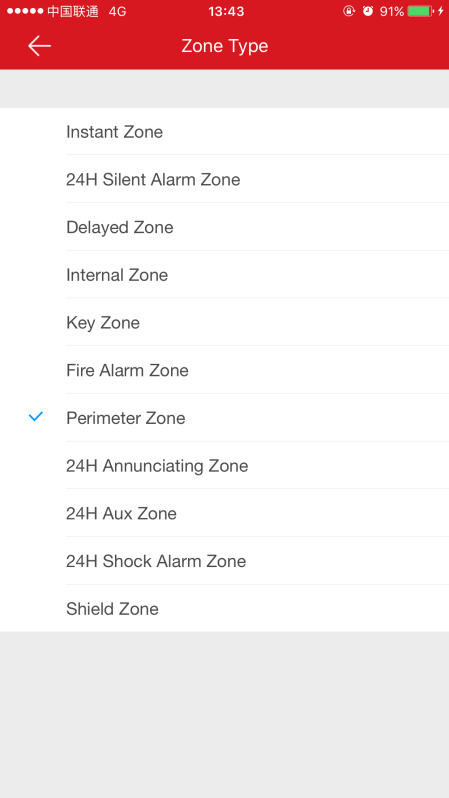 中国联通 4G 13:43 91%
Zone Type
Instant Zone
24H Silent Alarm Zone
Delayed Zone
Internal Zone
Key Zone
Fire Alarm Zone
Perimeter Zone
24H Annunciating Zone
24H Aux Zone
24H Shock Alarm Zone
Shield Zone